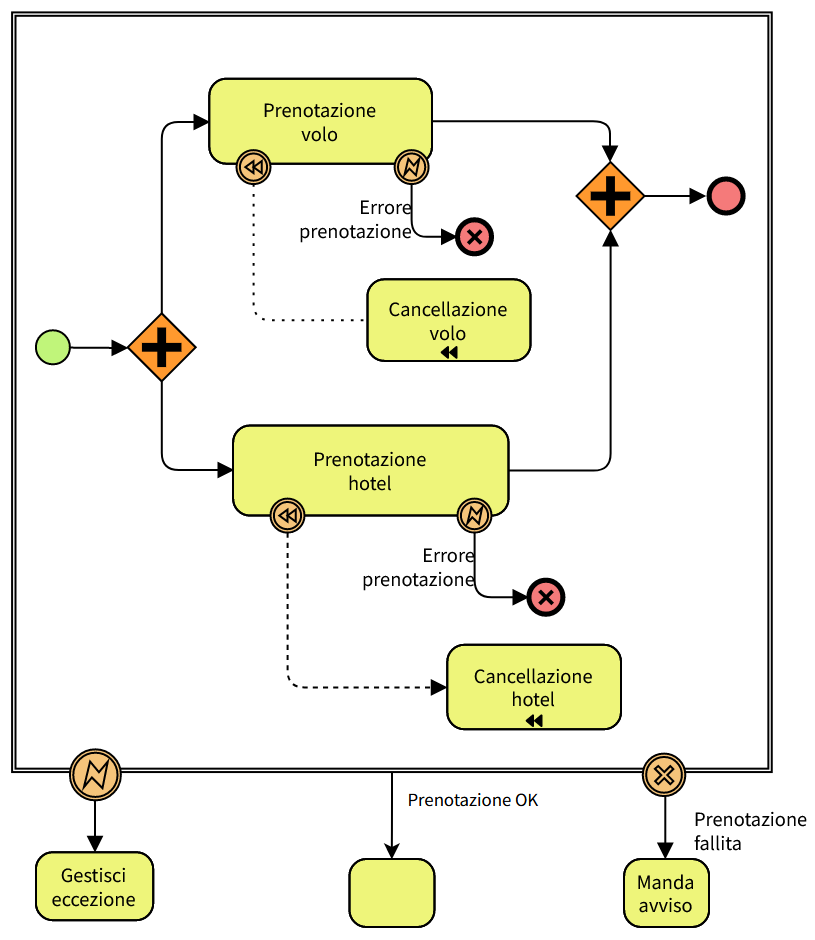 Prenotazione
volo
Errore
prenotazione
Cancellazione
volo
Prenotazione
hotel
Errore
prenotazione
Cancellazione
hotel
Prenotazione OK
Prenotazione
fallita
Gestisci
eccezione
Manda
avviso